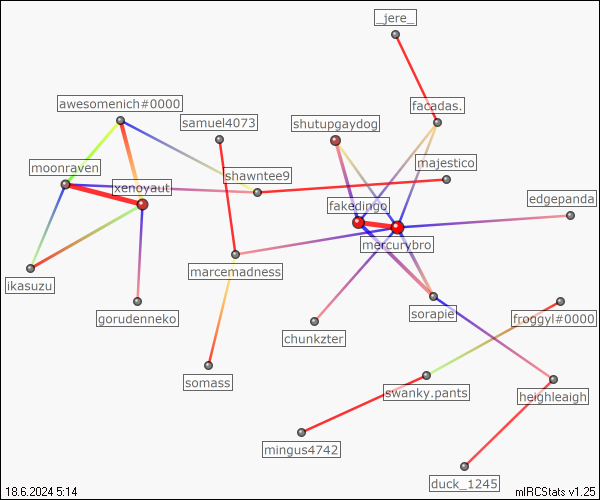 _jere_
awesomenich#0000
facadas.
samuel4073
shutupgaydog
majestico
moonraven
shawntee9
xenoyaut
edgepanda
fakedingo
mercurybro
marcemadness
ikasuzu
sorapie
gorudenneko
froggyl#0000
chunkzter
somass
swanky.pants
heighleaigh
mingus4742
duck_1245
18.6.2024 5:14
mIRCStats v1.25